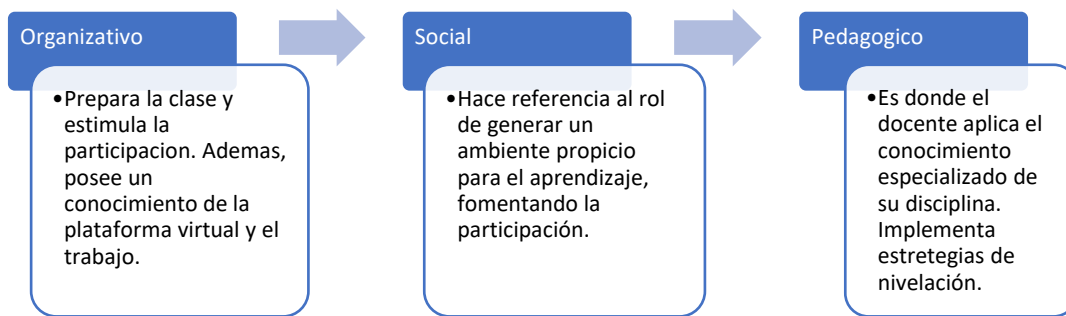 Organizativo
•Prepara la clase y
estimula la
participacion. Ademas,
posee un
conocimiento de la
plataforma virtual y el
trabajo.
Social
•Hace referencia al rol
de generar un
ambiente propicio
para el aprendizaje,
fomentando la
participación.
Pedagogico
•Es donde el
docente aplica el
conocimiento
especializado de
su disciplina.
Implementa
estretegias de
nivelación.